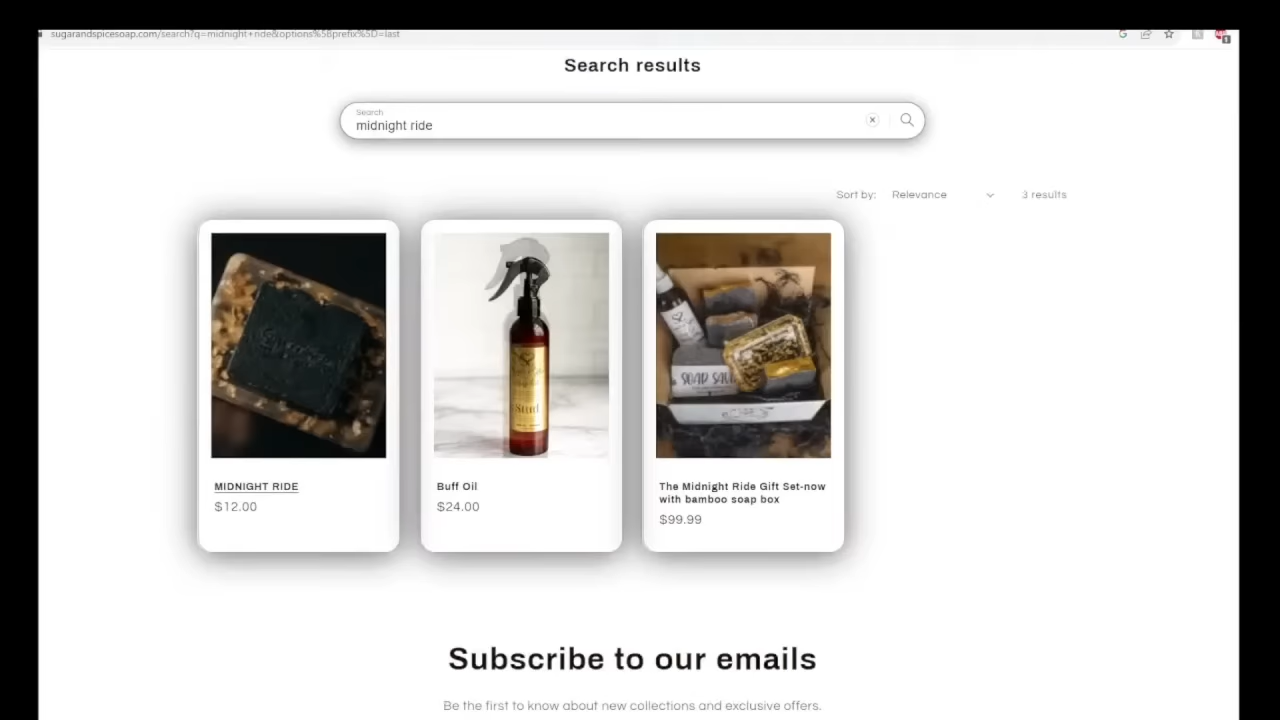 sugarandspicesoap.com/search?q=midnight+ride&options%5Bprefix%5D=last
Search results
Search
midnight ride
Sort by: Relevance 3 results
Stud
SOAP
MIDNIGHT RIDE
$12.00
Buff Oil
$24.00
The Midnight Ride Gift Set-now
with bamboo soap box
$99.99
Subscribe to our emails
Be the first to know about new collections and exclusive offers.